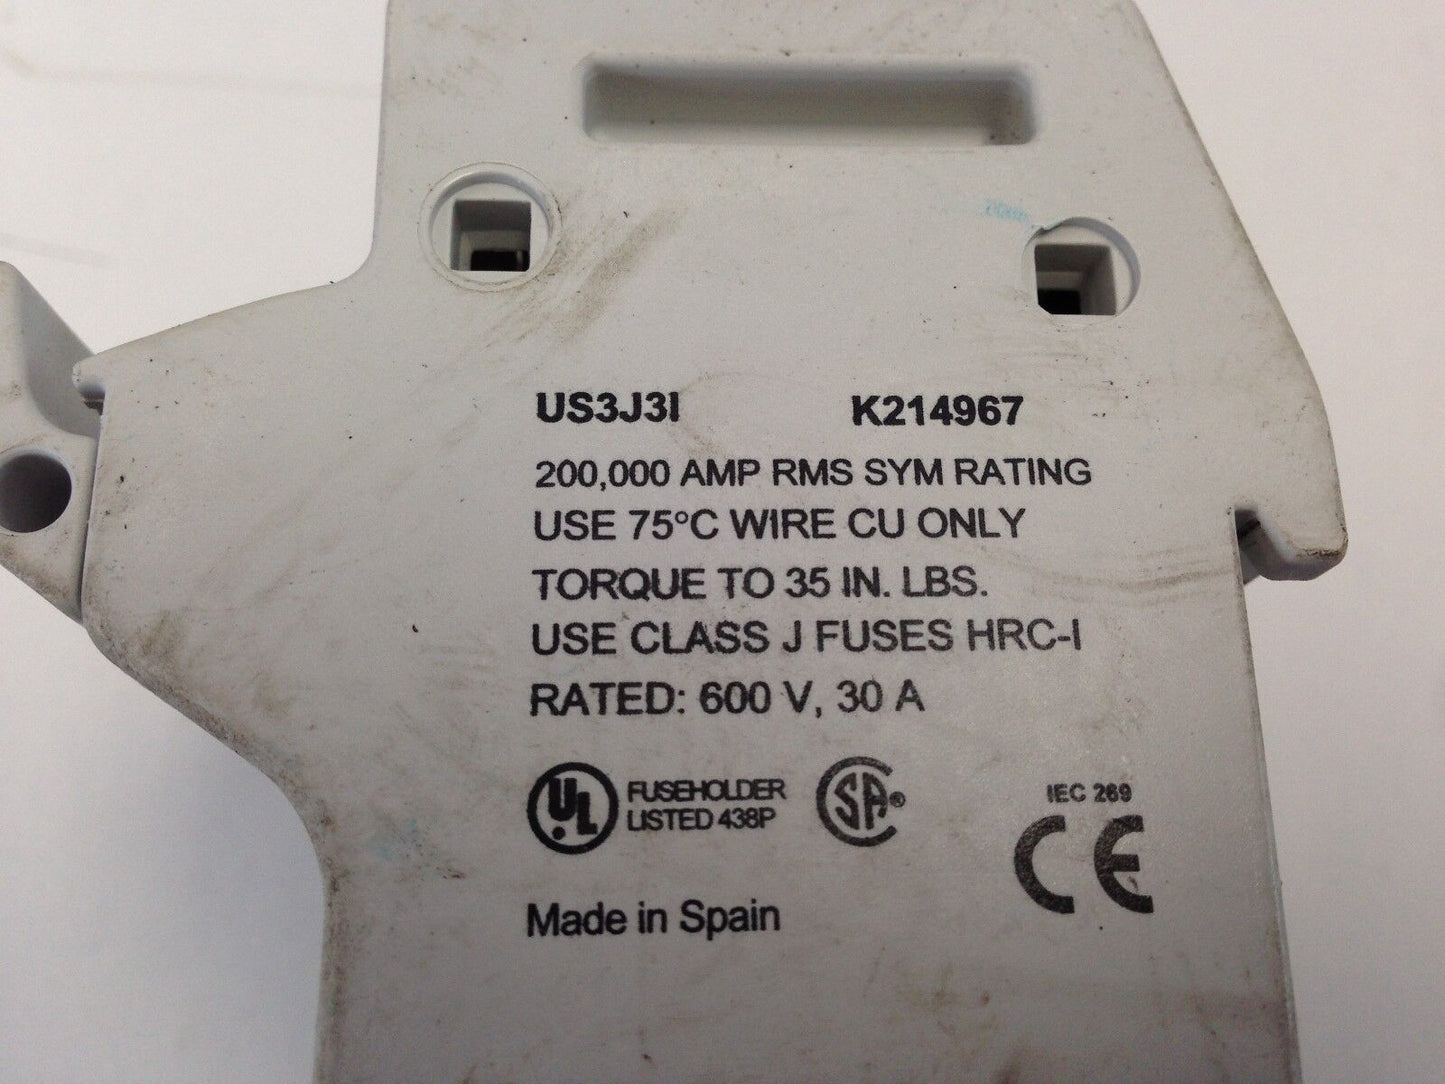 US3J3I K214967
200,000 AMP RMS SYM RATING
USE 75°C WIRE CU ONLY
TORQUE TO 35 IN. LBS.
USE CLASS J FUSES HRC-I
RATED: 600 V, 30 A
UL FUSEHOLDER
LISTED 438P
SA®
IEC 269
CE
Made in Spain